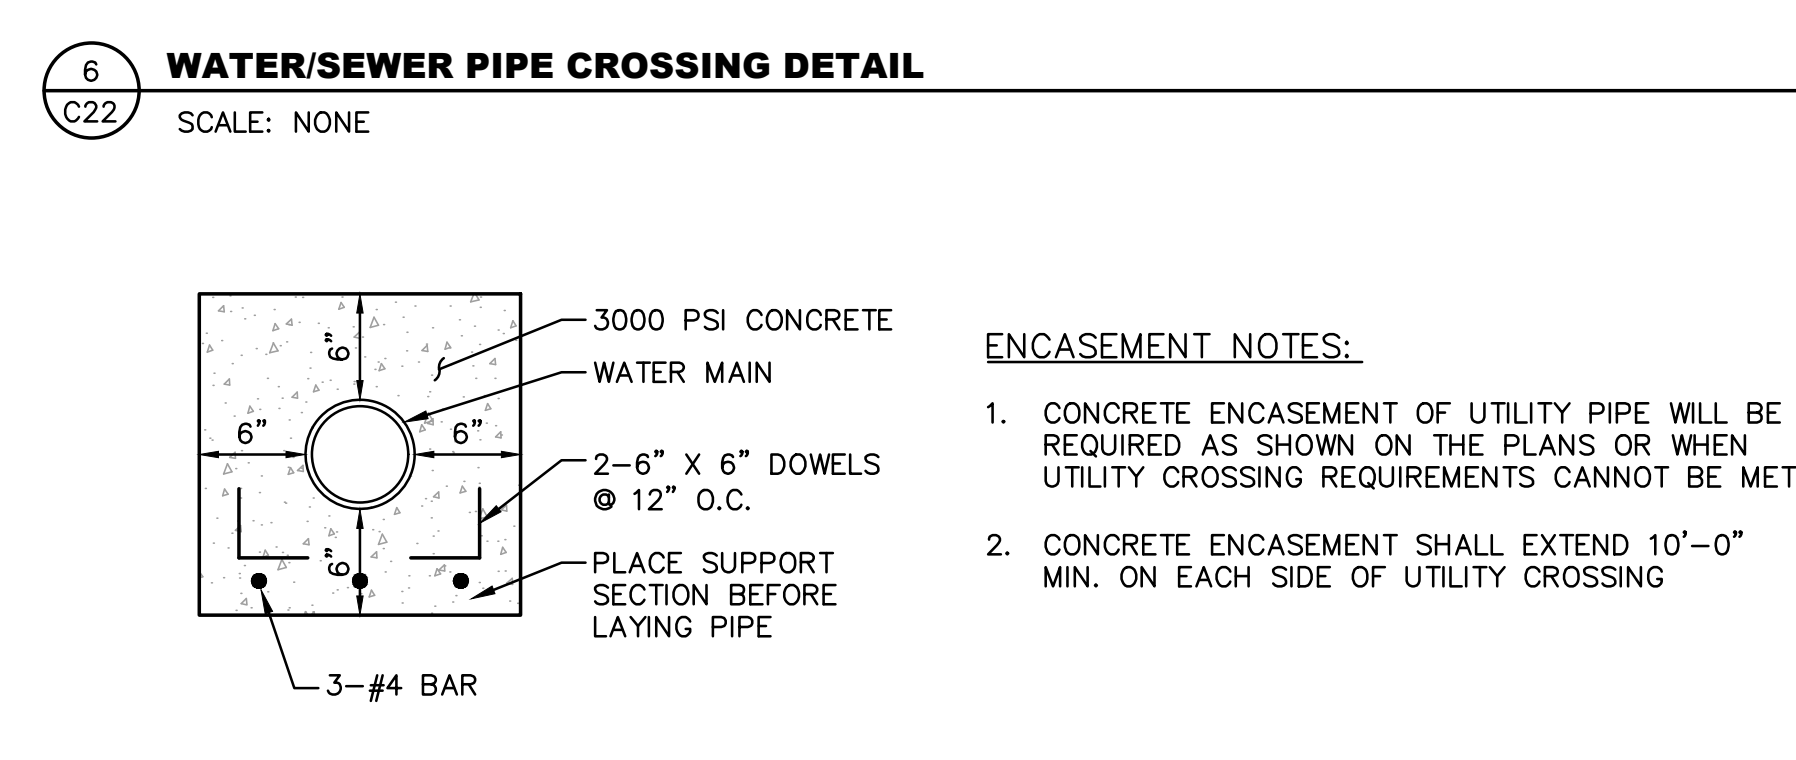 6
C22
WATER/SEWER PIPE CROSSING DETAIL
SCALE: NONE
6"
6"
6"
6"
3000 PSI CONCRETE
WATER MAIN
2-6" X 6" DOWELS
@ 12" O.C.
PLACE SUPPORT
SECTION BEFORE
LAYING PIPE
3-#4 BAR
ENCASEMENT NOTES:
1. CONCRETE ENCASEMENT OF UTILITY PIPE WILL BE
REQUIRED AS SHOWN ON THE PLANS OR WHEN
UTILITY CROSSING REQUIREMENTS CANNOT BE MET
2. CONCRETE ENCASEMENT SHALL EXTEND 10'-0"
MIN. ON EACH SIDE OF UTILITY CROSSING